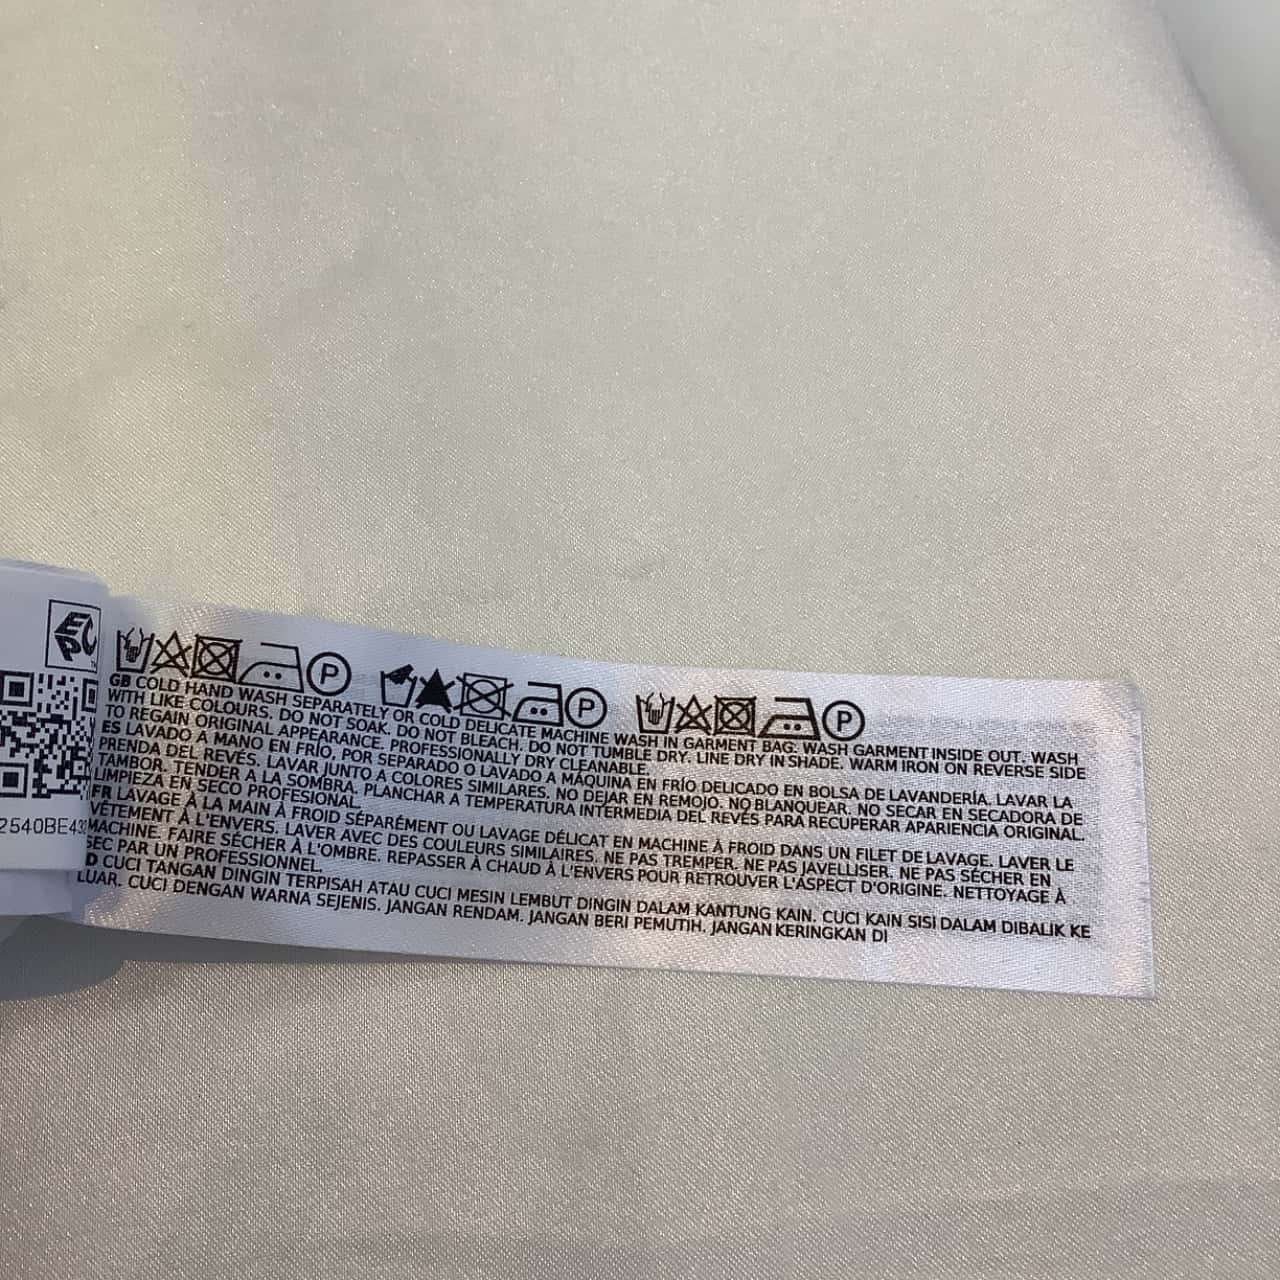 EPC
TM
P P P
GB COLD HAND WASH SEPARATELY OR COLD DELICATE MACHINE WASH IN GARMENT BAG. WASH GARMENT INSIDE OUT. WASH
WITH LIKE COLOURS. DO NOT SOAK. DO NOT BLEACH. DO NOT TUMBLE DRY. LINE DRY IN SHADE. WARM IRON ON REVERSE SIDE
TO REGAIN ORIGINAL APPEARANCE. PROFESSIONALLY DRY CLEANABLE.
ES LAVADO A MANO EN FRÍO, POR SEPARADO O LAVADO A MÁQUINA EN FRÍO DELICADO EN BOLSA DE LAVANDERÍA. LAVAR LA
PRENDA DEL REVÉS. LAVAR JUNTO A COLORES SIMILARES. NO DEJAR EN REMOJO. NO BLANQUEAR. NO SECAR EN SECADORA DE
TAMBOR. TENDER A LA SOMBRA. PLANCHAR A TEMPERATURA INTERMEDIA DEL REVÉS PARA RECUPERAR APARIENCIA ORIGINAL.
LIMPIEZA EN SECO PROFESIONAL.
FR LAVAGE À LA MAIN À FROID SÉPARÉMENT OU LAVAGE DÉLICAT EN MACHINE À FROID DANS UN FILET DE LAVAGE. LAVER LE
VÊTEMENT À L'ENVERS. LAVER AVEC DES COULEURS SIMILAIRES. NE PAS TREMPER. NE PAS JAVELLISER. NE PAS SÉCHER EN
MACHINE. FAIRE SÉCHER À L'OMBRE. REPASSER À CHAUD À L'ENVERS POUR RETROUVER L'ASPECT D'ORIGINE. NETTOYAGE À
SEC PAR UN PROFESSIONNEL.
D CUCI TANGAN DINGIN TERPISAH ATAU CUCI MESIN LEMBUT DINGIN DALAM KANTUNG KAIN. CUCI KAIN SISI DALAM DIBALIK KE
LUAR. CUCI DENGAN WARNA SEJENIS. JANGAN RENDAM. JANGAN BERI PEMUTIH. JANGAN KERINGKAN DI
2540BE43